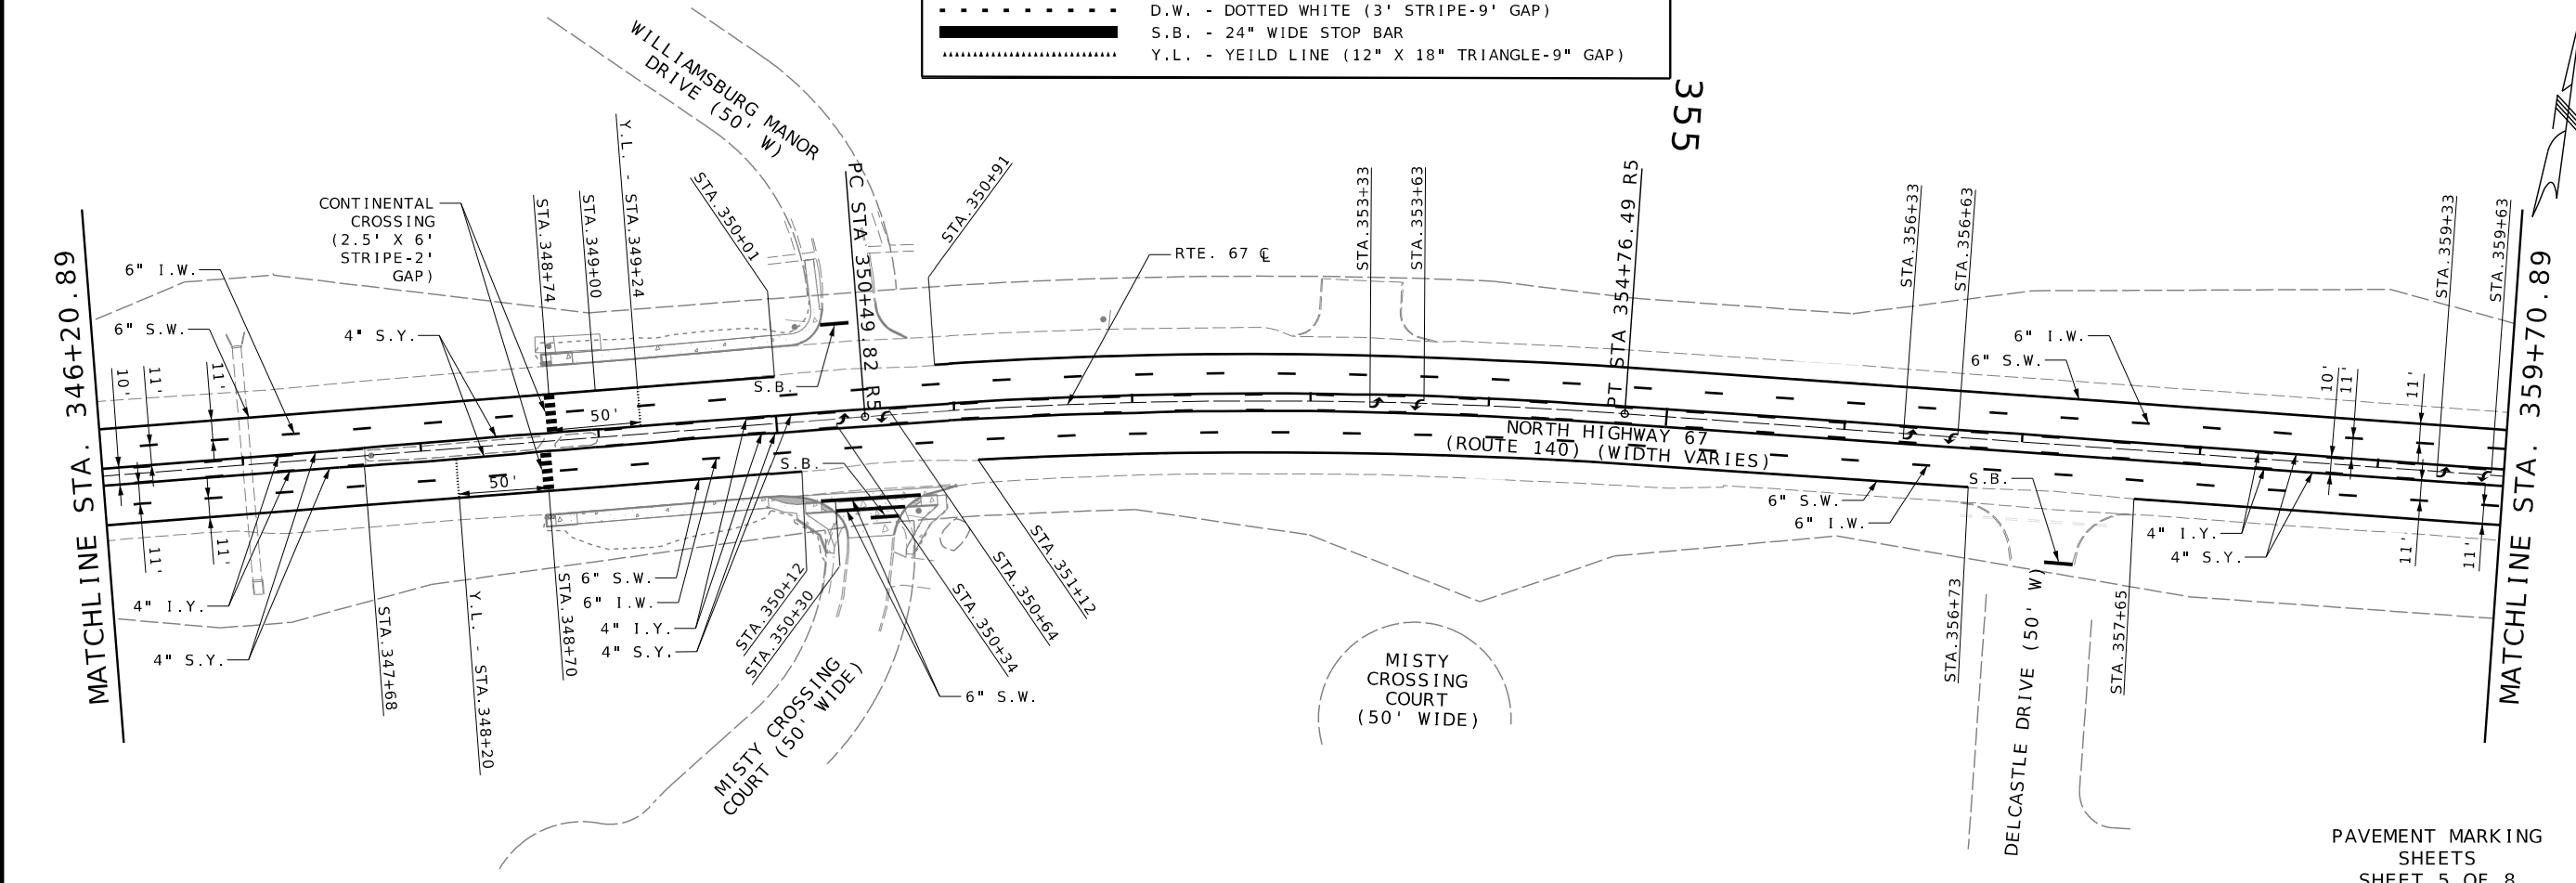 D.W. - DOTTED WHITE (3' STRIPE-9' GAP)
S.B. - 24" WIDE STOP BAR
Y.L. - YEILD LINE (12" X 18" TRIANGLE-9" GAP)
355
WILLIAMSBURG MANOR
DRIVE (50' W)
MATCHLINE STA. 346+20.89
CONTINENTAL
CROSSING
(2.5' X 6'
STRIPE-2'
GAP)
6" I.W.
6" S.W.
4" S.Y.
10'
11'
11'
STA.348+74
STA.349+00
Y.L. - STA.349+24
STA.350+01
PC STA 350+49.82 R5
STA.350+91
RTE. 67 ℄
STA.353+33
STA.353+63
PT STA 354+76.49 R5
STA.356+33
STA.356+63
6" I.W.
6" S.W.
10'
11'
11'
STA.359+33
STA.359+63
MATCHLINE STA. 359+70.89
S.B.
50'
50'
S.B.
NORTH HIGHWAY 67
(ROUTE 140) (WIDTH VARIES)
6" S.W.
6" I.W.
S.B.
4" I.Y.
4" S.Y.
11'
11'
11'
11'
4" I.Y.
4" S.Y.
STA.347+68
Y.L. - STA.348+20
STA.348+70
6" S.W.
6" I.W.
4" I.Y.
4" S.Y.
STA.350+12
STA.350+30
STA.350+34
STA.350+64
STA.351+12
6" S.W.
MISTY CROSSING
COURT (50' WIDE)
MISTY
CROSSING
COURT
(50' WIDE)
STA.356+73
DELCASTLE DRIVE (50' W)
STA.357+65
PAVEMENT MARKING
SHEETS
SHEET 5 OF 8